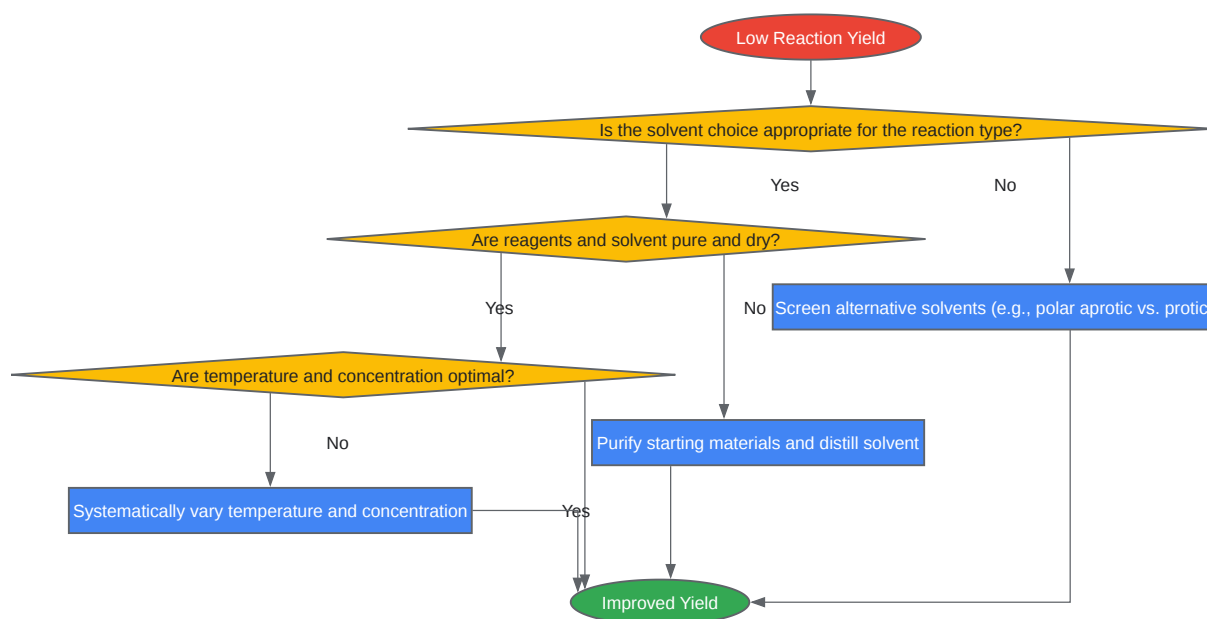 Low Reaction Yield
Is the solvent choice appropriate for the reaction type?
Yes
No
Are reagents and solvent pure and dry?
Yes
No
Screen alternative solvents (e.g., polar aprotic vs. protic
Are temperature and concentration optimal?
No
Purify starting materials and distill solvent
Systematically vary temperature and concentration
Yes
Improved Yield